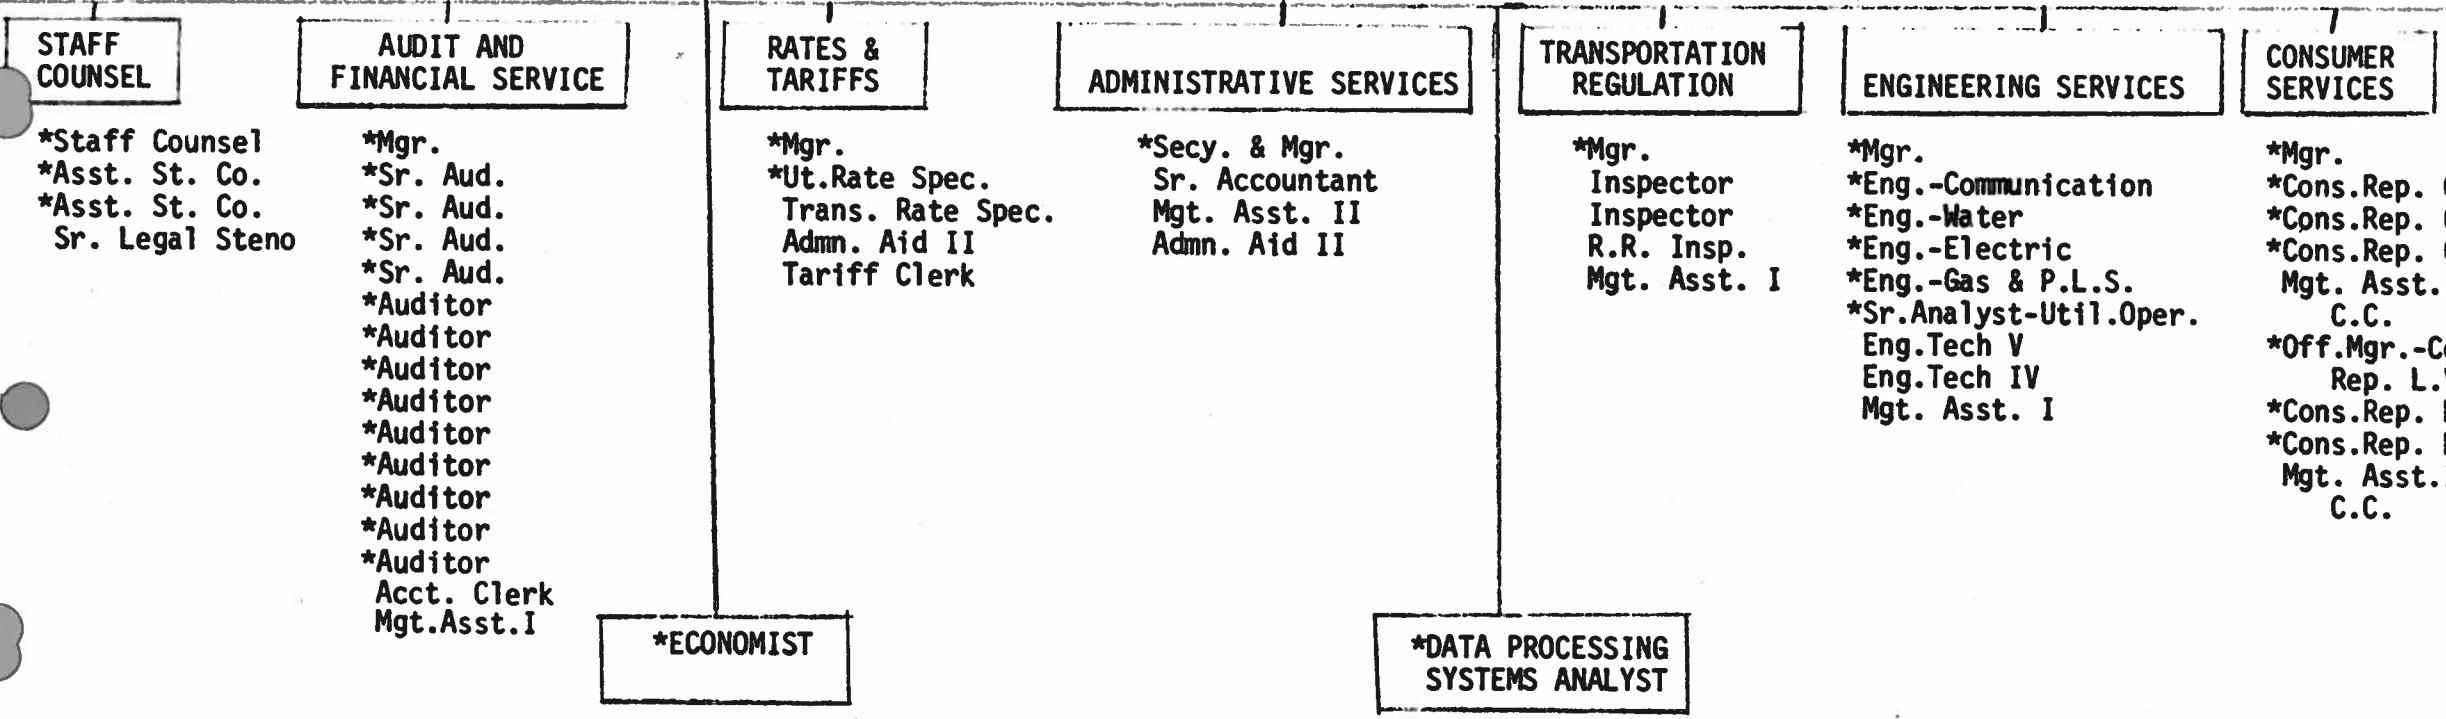 STAFF
COUNSEL
*Staff Counsel
*Asst. St. Co.
*Asst. St. Co.
Sr. Legal Steno
AUDIT AND
FINANCIAL SERVICE
*Mgr.
*Sr. Aud.
*Sr. Aud.
*Sr. Aud.
*Sr. Aud.
*Auditor
*Auditor
*Auditor
*Auditor
*Auditor
*Auditor
*Auditor
*Auditor
*Auditor
Acct. Clerk
Mgt.Asst.I
*ECONOMIST
RATES &
TARIFFS
*Mgr.
*Ut.Rate Spec.
Trans. Rate Spec.
Admn. Aid II
Tariff Clerk
ADMINISTRATIVE SERVICES
*Secy. & Mgr.
Sr. Accountant
Mgt. Asst. II
Admn. Aid II
*DATA PROCESSING
SYSTEMS ANALYST
TRANSPORTATION
REGULATION
*Mgr.
Inspector
Inspector
R.R. Insp.
Mgt. Asst. I
ENGINEERING SERVICES
*Mgr.
*Eng.-Communication
*Eng.-Water
*Eng.-Electric
*Eng.-Gas & P.L.S.
*Sr.Analyst-Util.Oper.
Eng.Tech V
Eng.Tech IV
Mgt. Asst. I
CONSUMER
SERVICES
*Mgr.
*Cons.Rep.
*Cons.Rep.
*Cons.Rep.
Mgt. Asst.
C.C.
*Off.Mgr.-
Rep. L.
*Cons.Rep.
*Cons.Rep.
Mgt. Asst.
C.C.